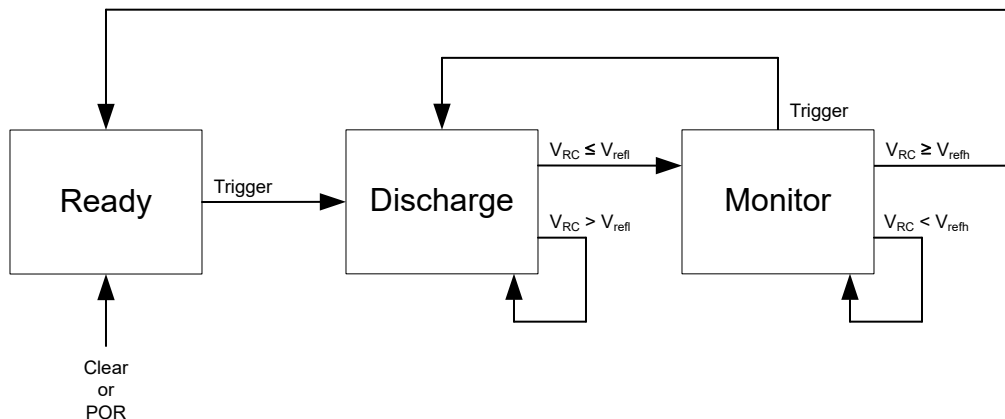 Trigger
Ready
Trigger
Discharge
V_RC ≤ V_refl
V_RC > V_refl
Monitor
V_RC ≥ V_refh
V_RC < V_refh
Clear
or
POR